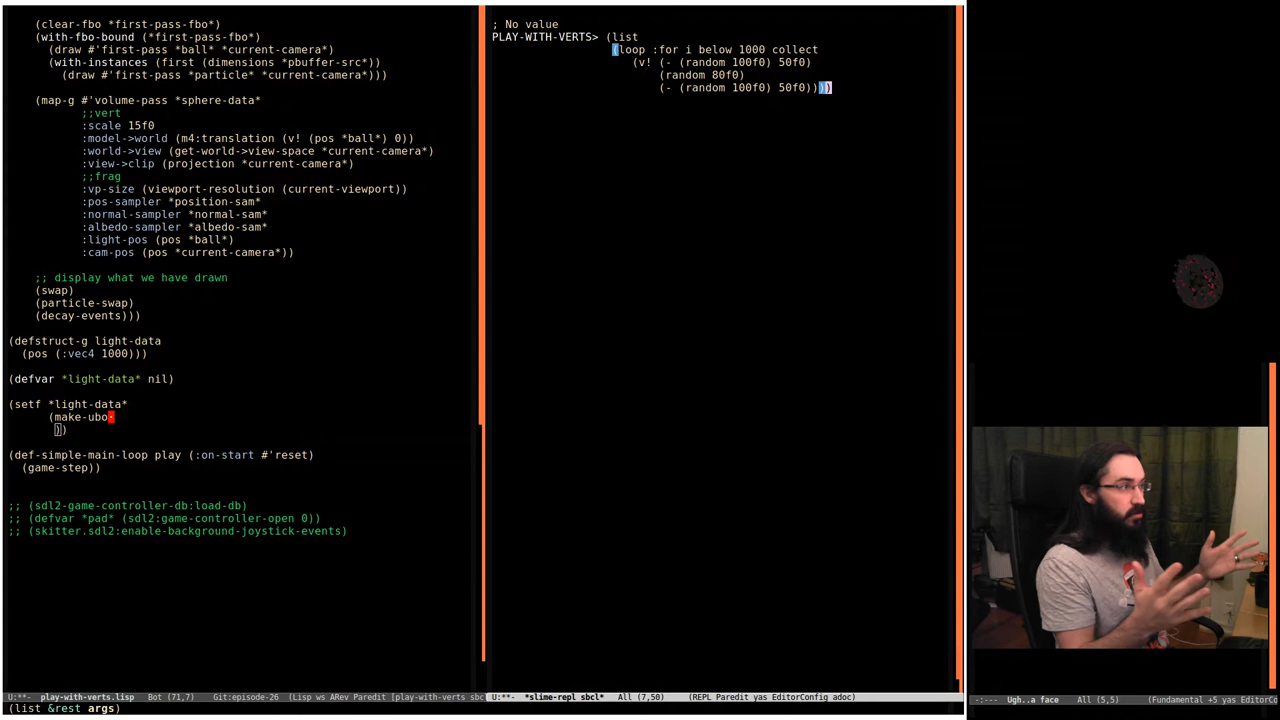 (clear-fbo *first-pass-fbo*)
(with-fbo-bound (*first-pass-fbo*)
(draw #'first-pass *ball* *current-camera*)
(with-instances (first (dimensions *pbuffer-src*))
(draw #'first-pass *particle* *current-camera*)))
(map-g #'volume-pass *sphere-data*
;;vert
:scale 15f0
:model->world (m4:translation (v! (pos *ball*) 0))
:world->view (get-world->view-space *current-camera*)
:view->clip (projection *current-camera*)
;;frag
:vp-size (viewport-resolution (current-viewport))
:pos-sampler *position-sam*
:normal-sampler *normal-sam*
:albedo-sampler *albedo-sam*
:light-pos (pos *ball*)
:cam-pos (pos *current-camera*))
;; display what we have drawn
(swap)
(particle-swap)
(decay-events)))
(defstruct-g light-data
(pos (:vec4 1000)))
(defvar *light-data* nil)
(setf *light-data*
(make-ubo
))
(def-simple-main-loop play (:on-start #'reset)
(game-step))
;; (sdl2-game-controller-db:load-db)
;; (defvar *pad* (sdl2:game-controller-open 0))
;; (skitter.sdl2:enable-background-joystick-events)
U:**- play-with-verts.lisp Bot (71,7) Git:episode-26 (Lisp ws ARev Paredit [play-with-verts sbc
(list &rest args)
; No value
PLAY-WITH-VERTS> (list
(loop :for i below 1000 collect
(v! (- (random 100f0) 50f0)
(random 80f0)
(- (random 100f0) 50f0))))
U:**- *slime-repl sbcl* All (7,50) (REPL Paredit yas EditorConfig adoc)
-:--- Ugh..a face All (5,5) (Fundamental +5 yas EditorCo